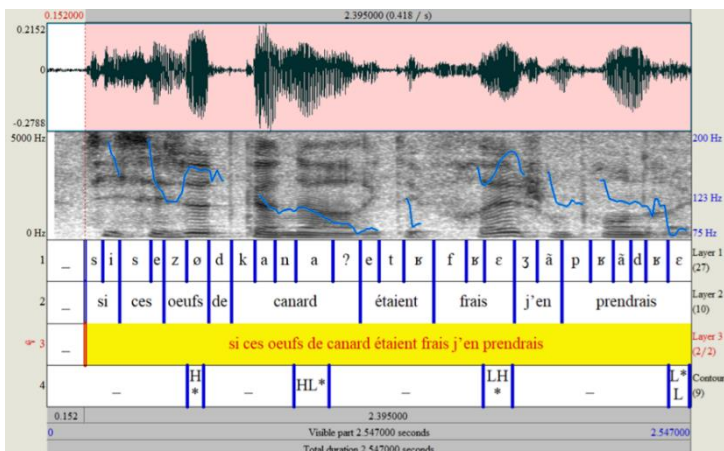 0.152000 2.395000 (0.418 / s)
0.2152
0
-0.2788
5000 Hz 200 Hz
123 Hz
0 Hz 75 Hz
1 – s i s e z ø d k a n a ? e t ʁ f ʁ ɛ ʒ ã p ʁ ã d ʁ ɛ Layer 1 (27)
2 – si ces oeufs de canard étaient frais j'en prendrais Layer 2 (10)
3 – si ces oeufs de canard étaient frais j'en prendrais Layer 3 (2/2)
4 – H* – HL* – LH* – L*L Contour (9)
0.152 2.395000
0 Visible part 2.547000 seconds 2.547000
Total duration 2.547000 seconds